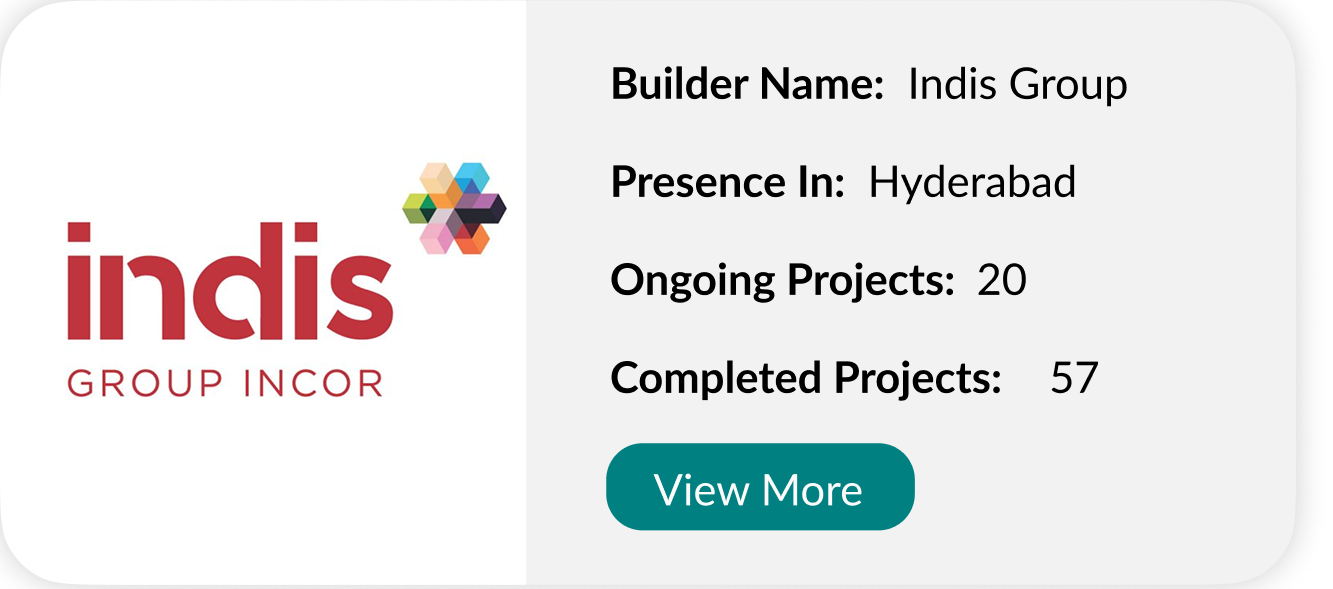 indis
GROUP INCOR
Builder Name: Indis Group
Presence In: Hyderabad
Ongoing Projects: 20
Completed Projects: 57
View More